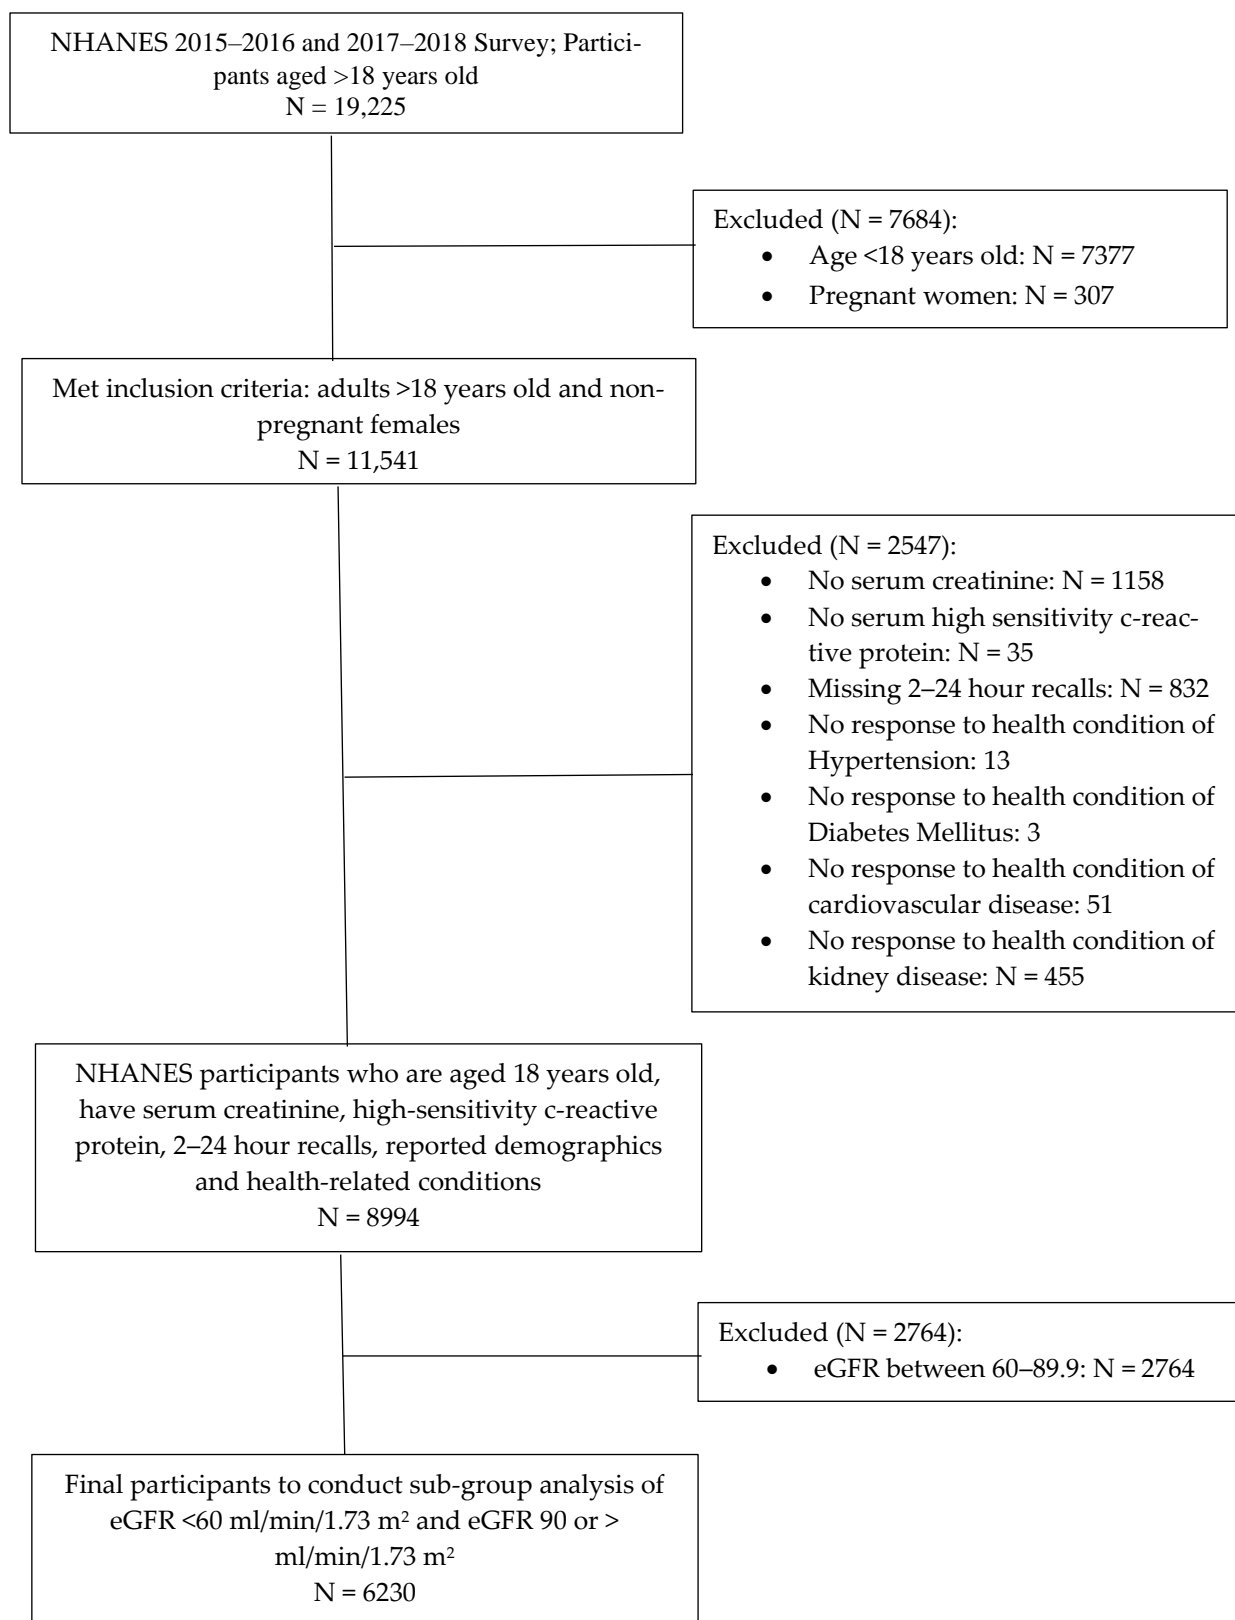 NHANES 2015–2016 and 2017–2018 Survey; Partici-
pants aged >18 years old
N = 19,225
Excluded (N = 7684):
• Age <18 years old: N = 7377
• Pregnant women: N = 307
Met inclusion criteria: adults >18 years old and non-
pregnant females
N = 11,541
Excluded (N = 2547):
• No serum creatinine: N = 1158
• No serum high sensitivity c-reac-
tive protein: N = 35
• Missing 2–24 hour recalls: N = 832
• No response to health condition of
Hypertension: 13
• No response to health condition of
Diabetes Mellitus: 3
• No response to health condition of
cardiovascular disease: 51
• No response to health condition of
kidney disease: N = 455
NHANES participants who are aged 18 years old,
have serum creatinine, high-sensitivity c-reactive
protein, 2–24 hour recalls, reported demographics
and health-related conditions
N = 8994
Excluded (N = 2764):
• eGFR between 60–89.9: N = 2764
Final participants to conduct sub-group analysis of
eGFR <60 ml/min/1.73 m² and eGFR 90 or >
ml/min/1.73 m²
N = 6230